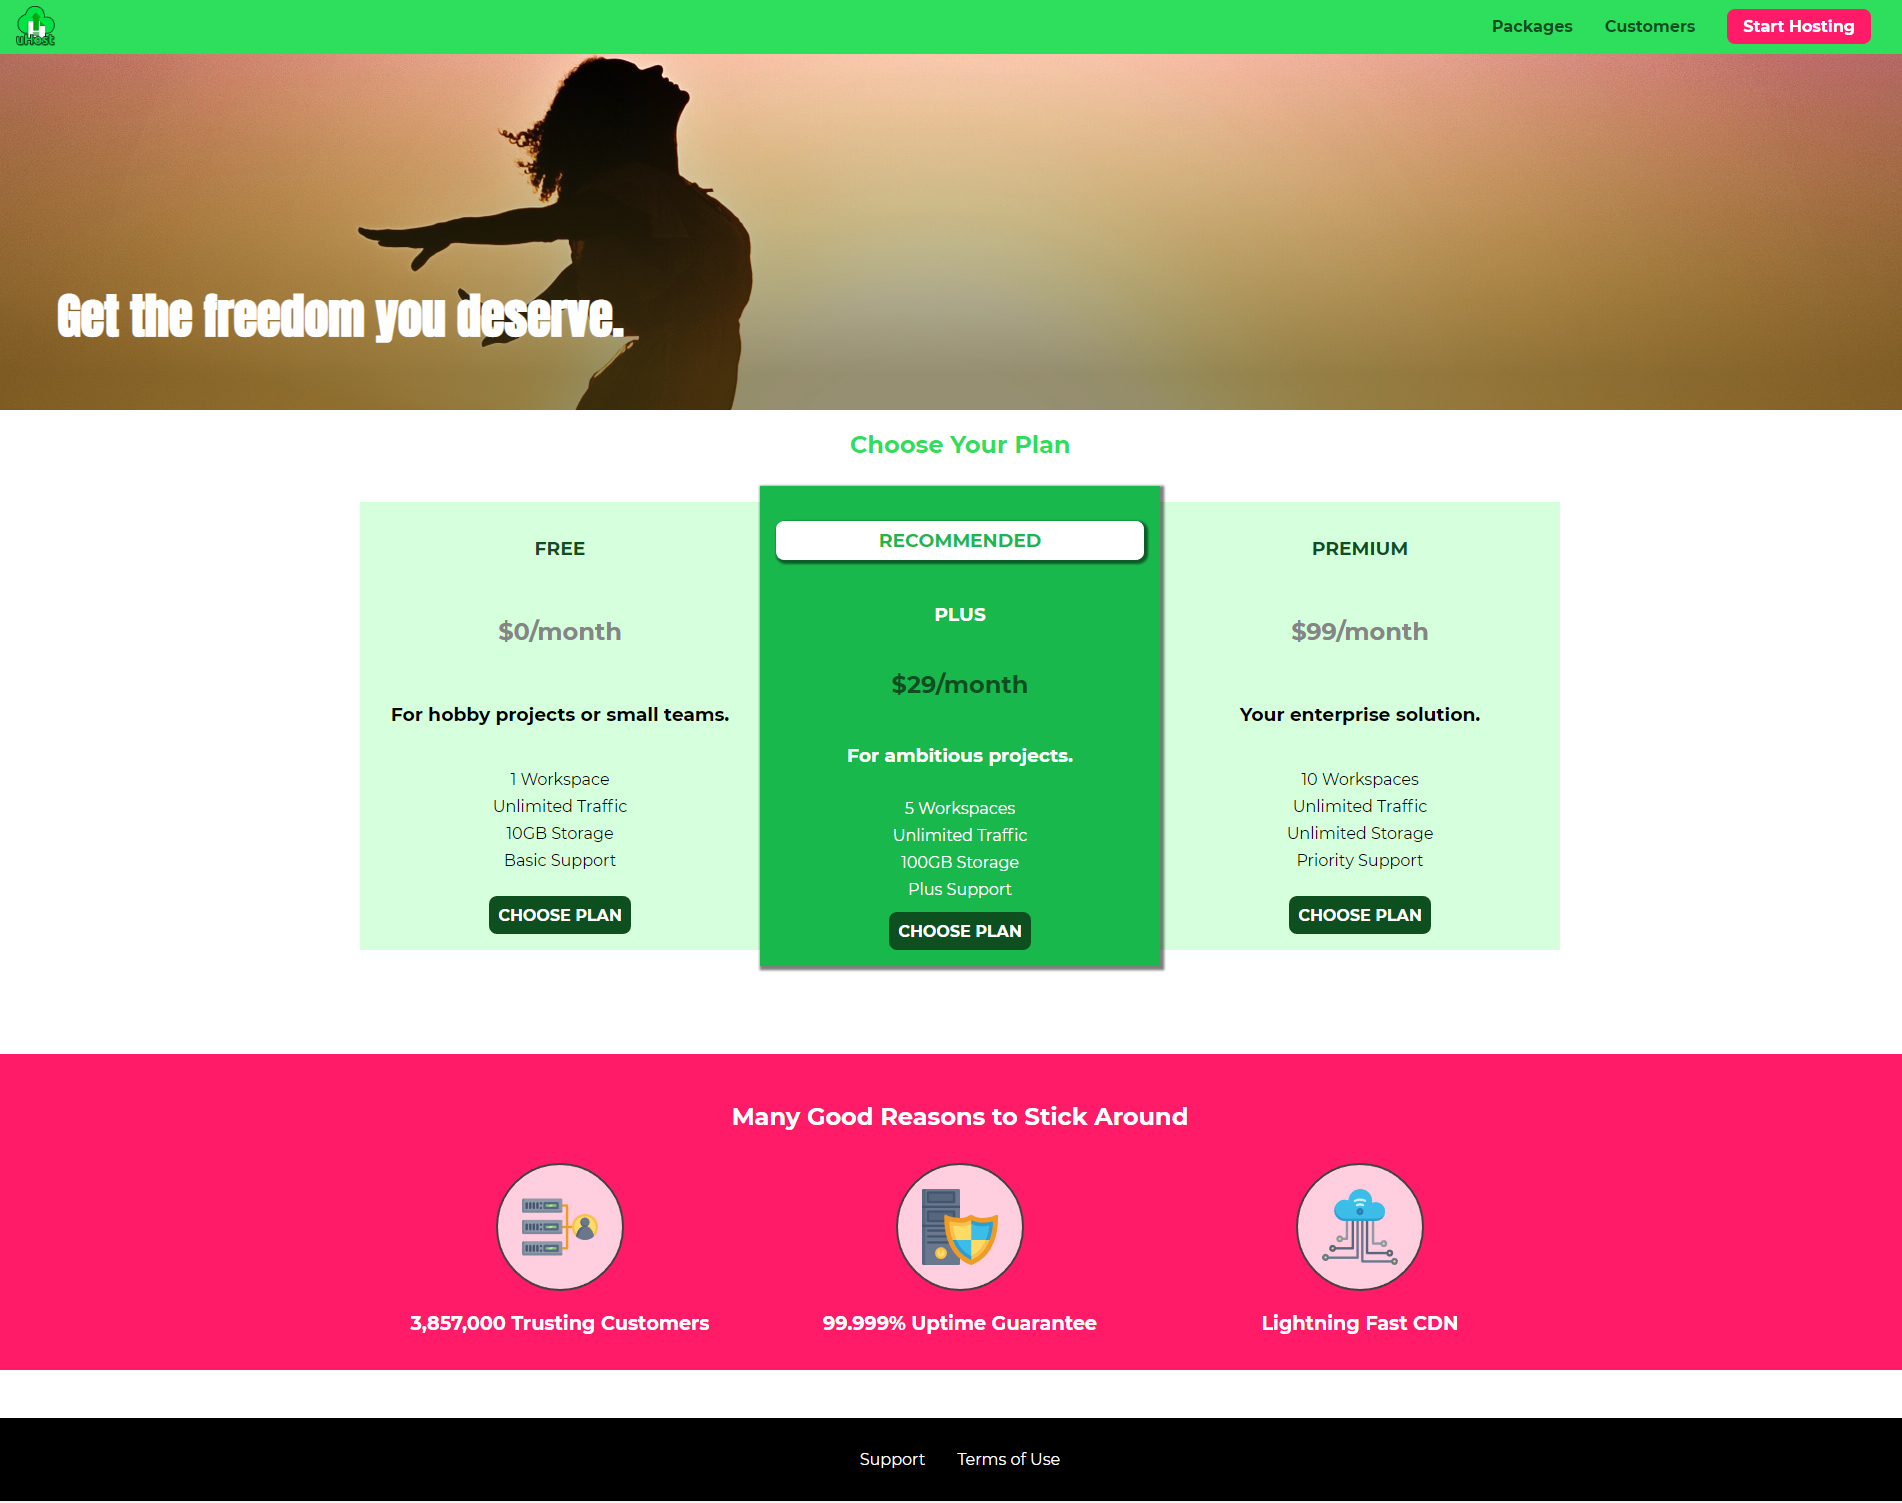 uHost
Packages
Customers
Start Hosting
Get the freedom you deserve.
Choose Your Plan
FREE
$0/month
For hobby projects or small teams.
1 Workspace
Unlimited Traffic
10GB Storage
Basic Support
CHOOSE PLAN
RECOMMENDED
PLUS
$29/month
For ambitious projects.
5 Workspaces
Unlimited Traffic
100GB Storage
Plus Support
CHOOSE PLAN
PREMIUM
$99/month
Your enterprise solution.
10 Workspaces
Unlimited Traffic
Unlimited Storage
Priority Support
CHOOSE PLAN
Many Good Reasons to Stick Around
3,857,000 Trusting Customers
99.999% Uptime Guarantee
Lightning Fast CDN
Support
Terms of Use